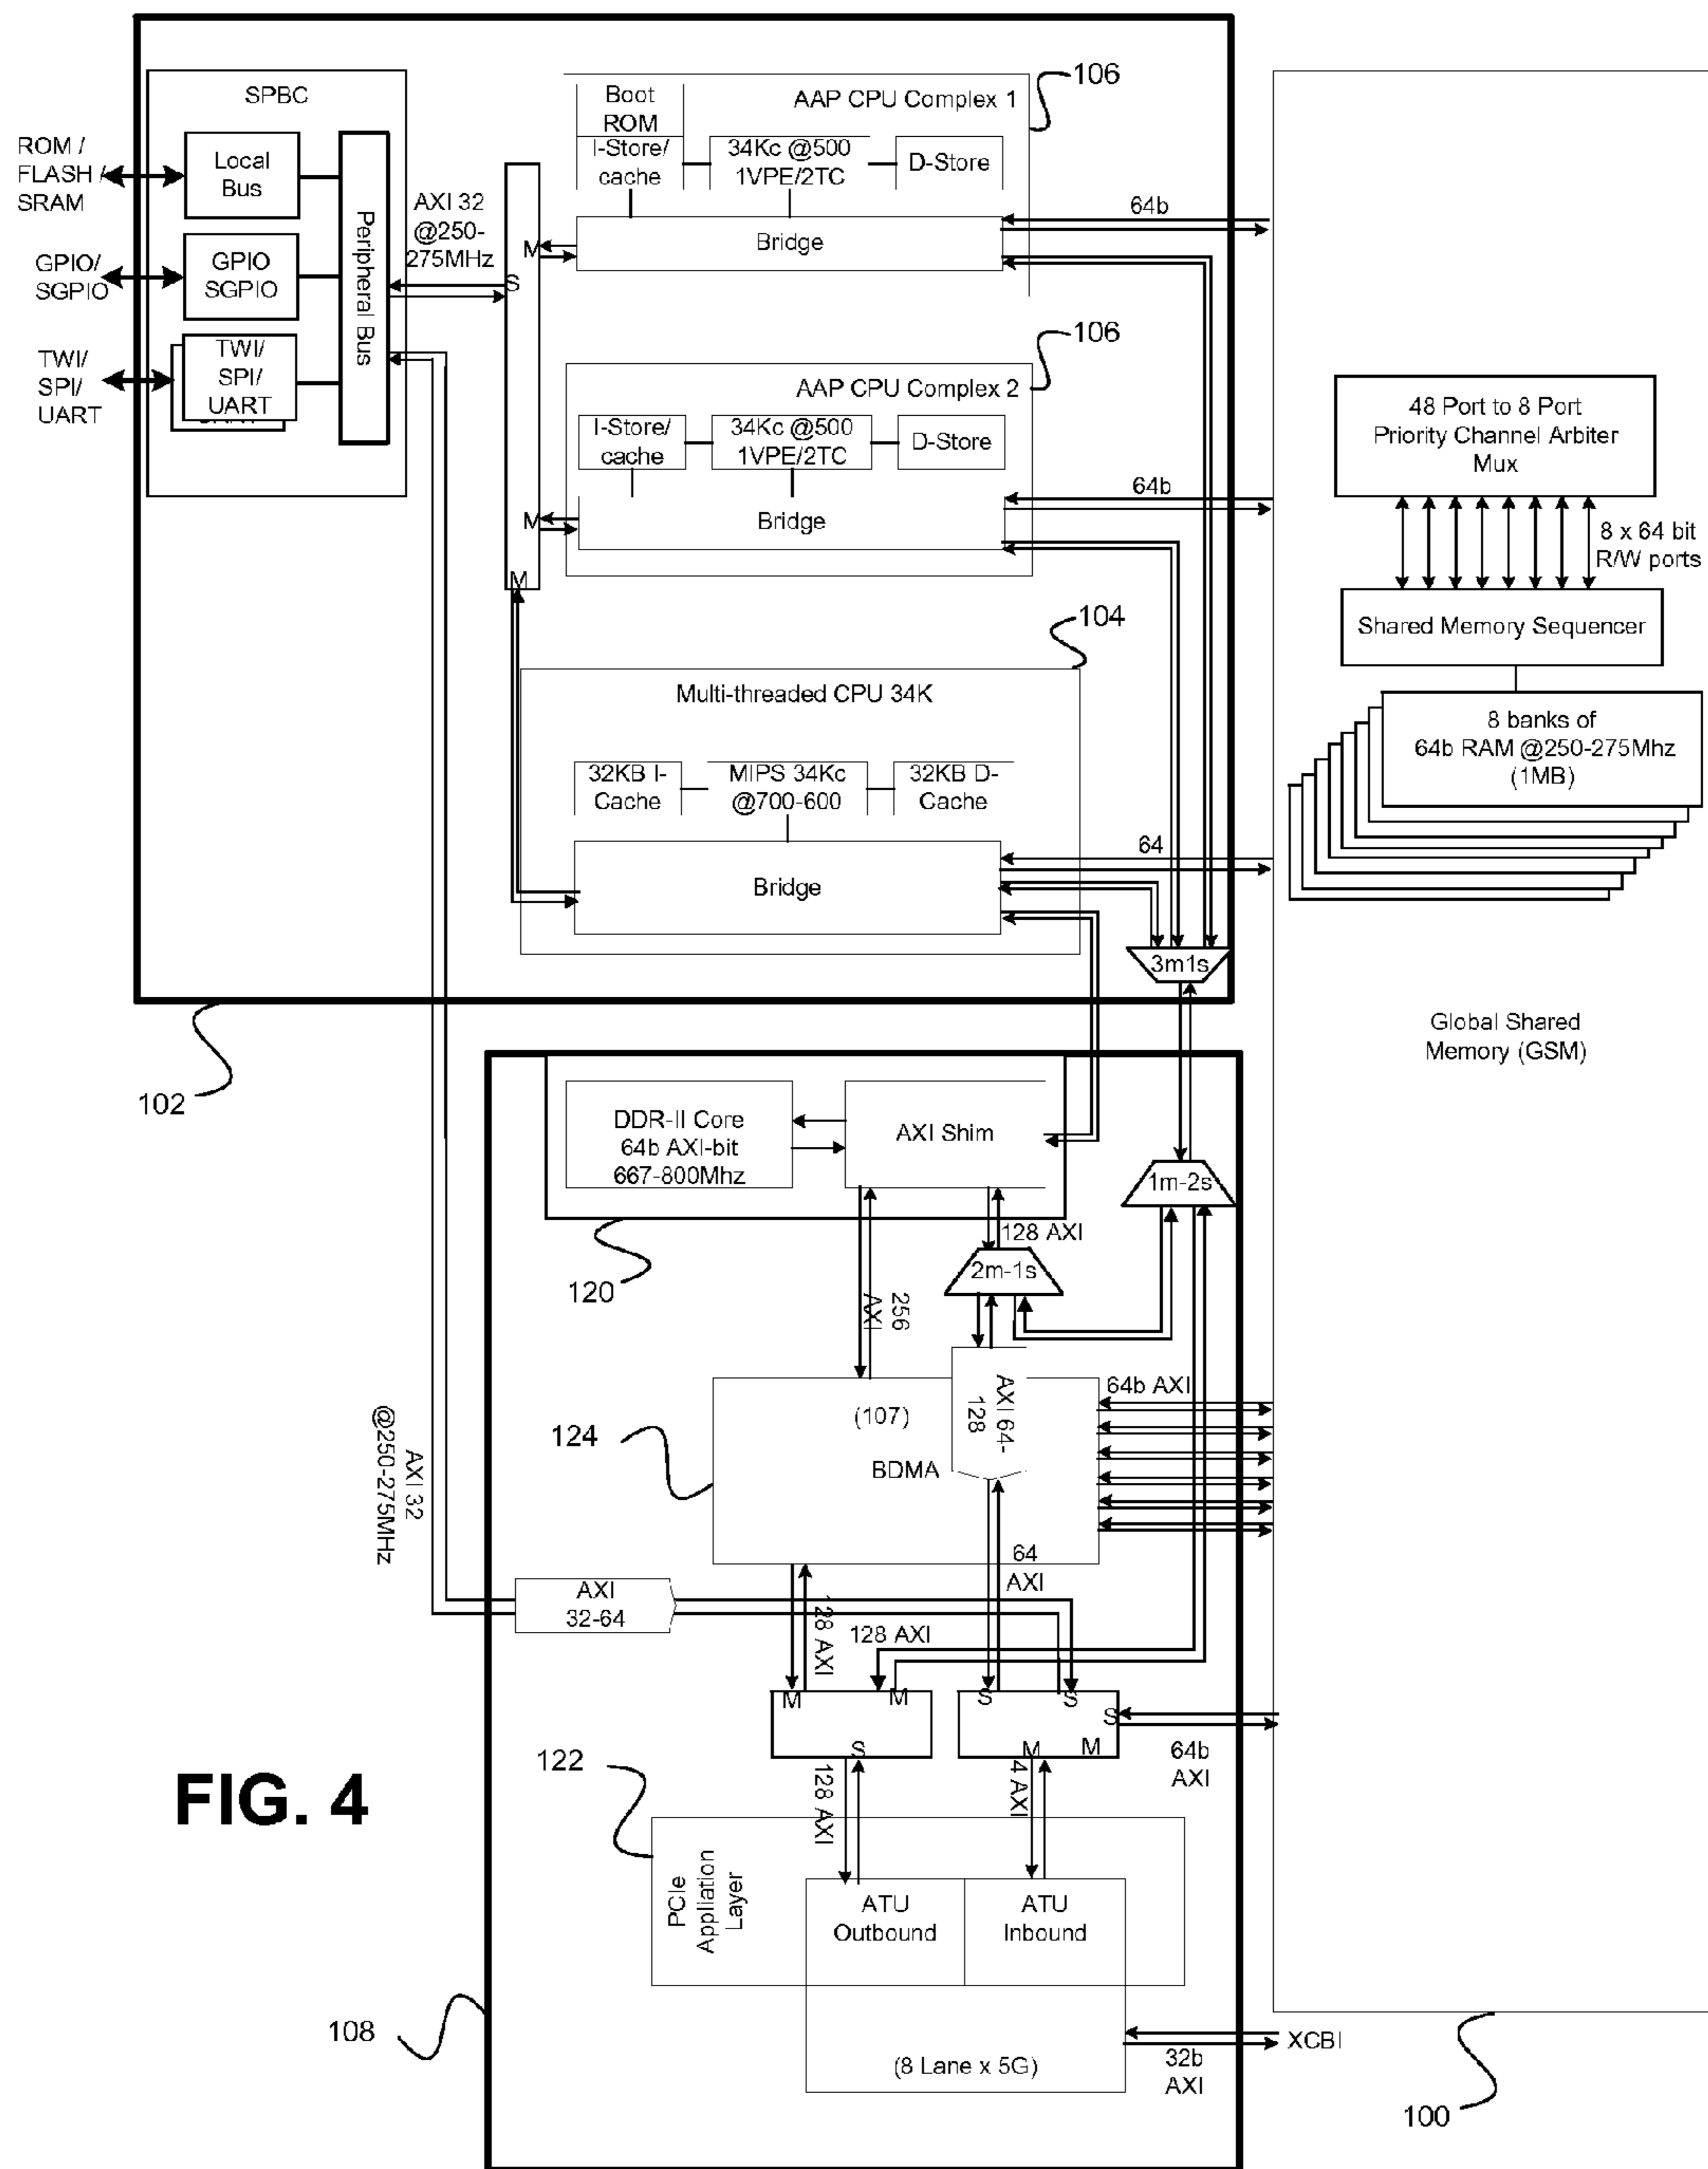 SPBC
ROM /
FLASH /
SRAM
Local
Bus
GPIO/
SGPIO
GPIO
SGPIO
TWI/
SPI/
UART
TWI/
SPI/
UART
Peripheral Bus
AXI 32
@250-
275MHz
M
S
M
M
Boot
ROM
AAP CPU Complex 1
106
I-Store/
cache
34Kc @500
1VPE/2TC
D-Store
Bridge
64b
106
AAP CPU Complex 2
I-Store/
cache
34Kc @500
1VPE/2TC
D-Store
Bridge
64b
104
Multi-threaded CPU 34K
32KB I-
Cache
MIPS 34Kc
@700-600
32KB D-
Cache
Bridge
64
3m1s
102
48 Port to 8 Port
Priority Channel Arbiter
Mux
8 x 64 bit
R/W ports
Shared Memory Sequencer
8 banks of
64b RAM @250-275Mhz
(1MB)
Global Shared
Memory (GSM)
DDR-II Core
64b AXI-bit
667-800Mhz
AXI Shim
1m-2s
128 AXI
2m-1s
120
256
AXI
AXI 64-
128
(107)
BDMA
124
64b AXI
AXI 32
@250-275MHz
64
AXI
AXI
32-64
128 AXI
128 AXI
M
M
S
S
S
S
M
M
64b
AXI
128 AXI
4 AXI
122
FIG. 4
PCIe
Appliation
Layer
ATU
Outbound
ATU
Inbound
108
(8 Lane x 5G)
XCBI
32b
AXI
100